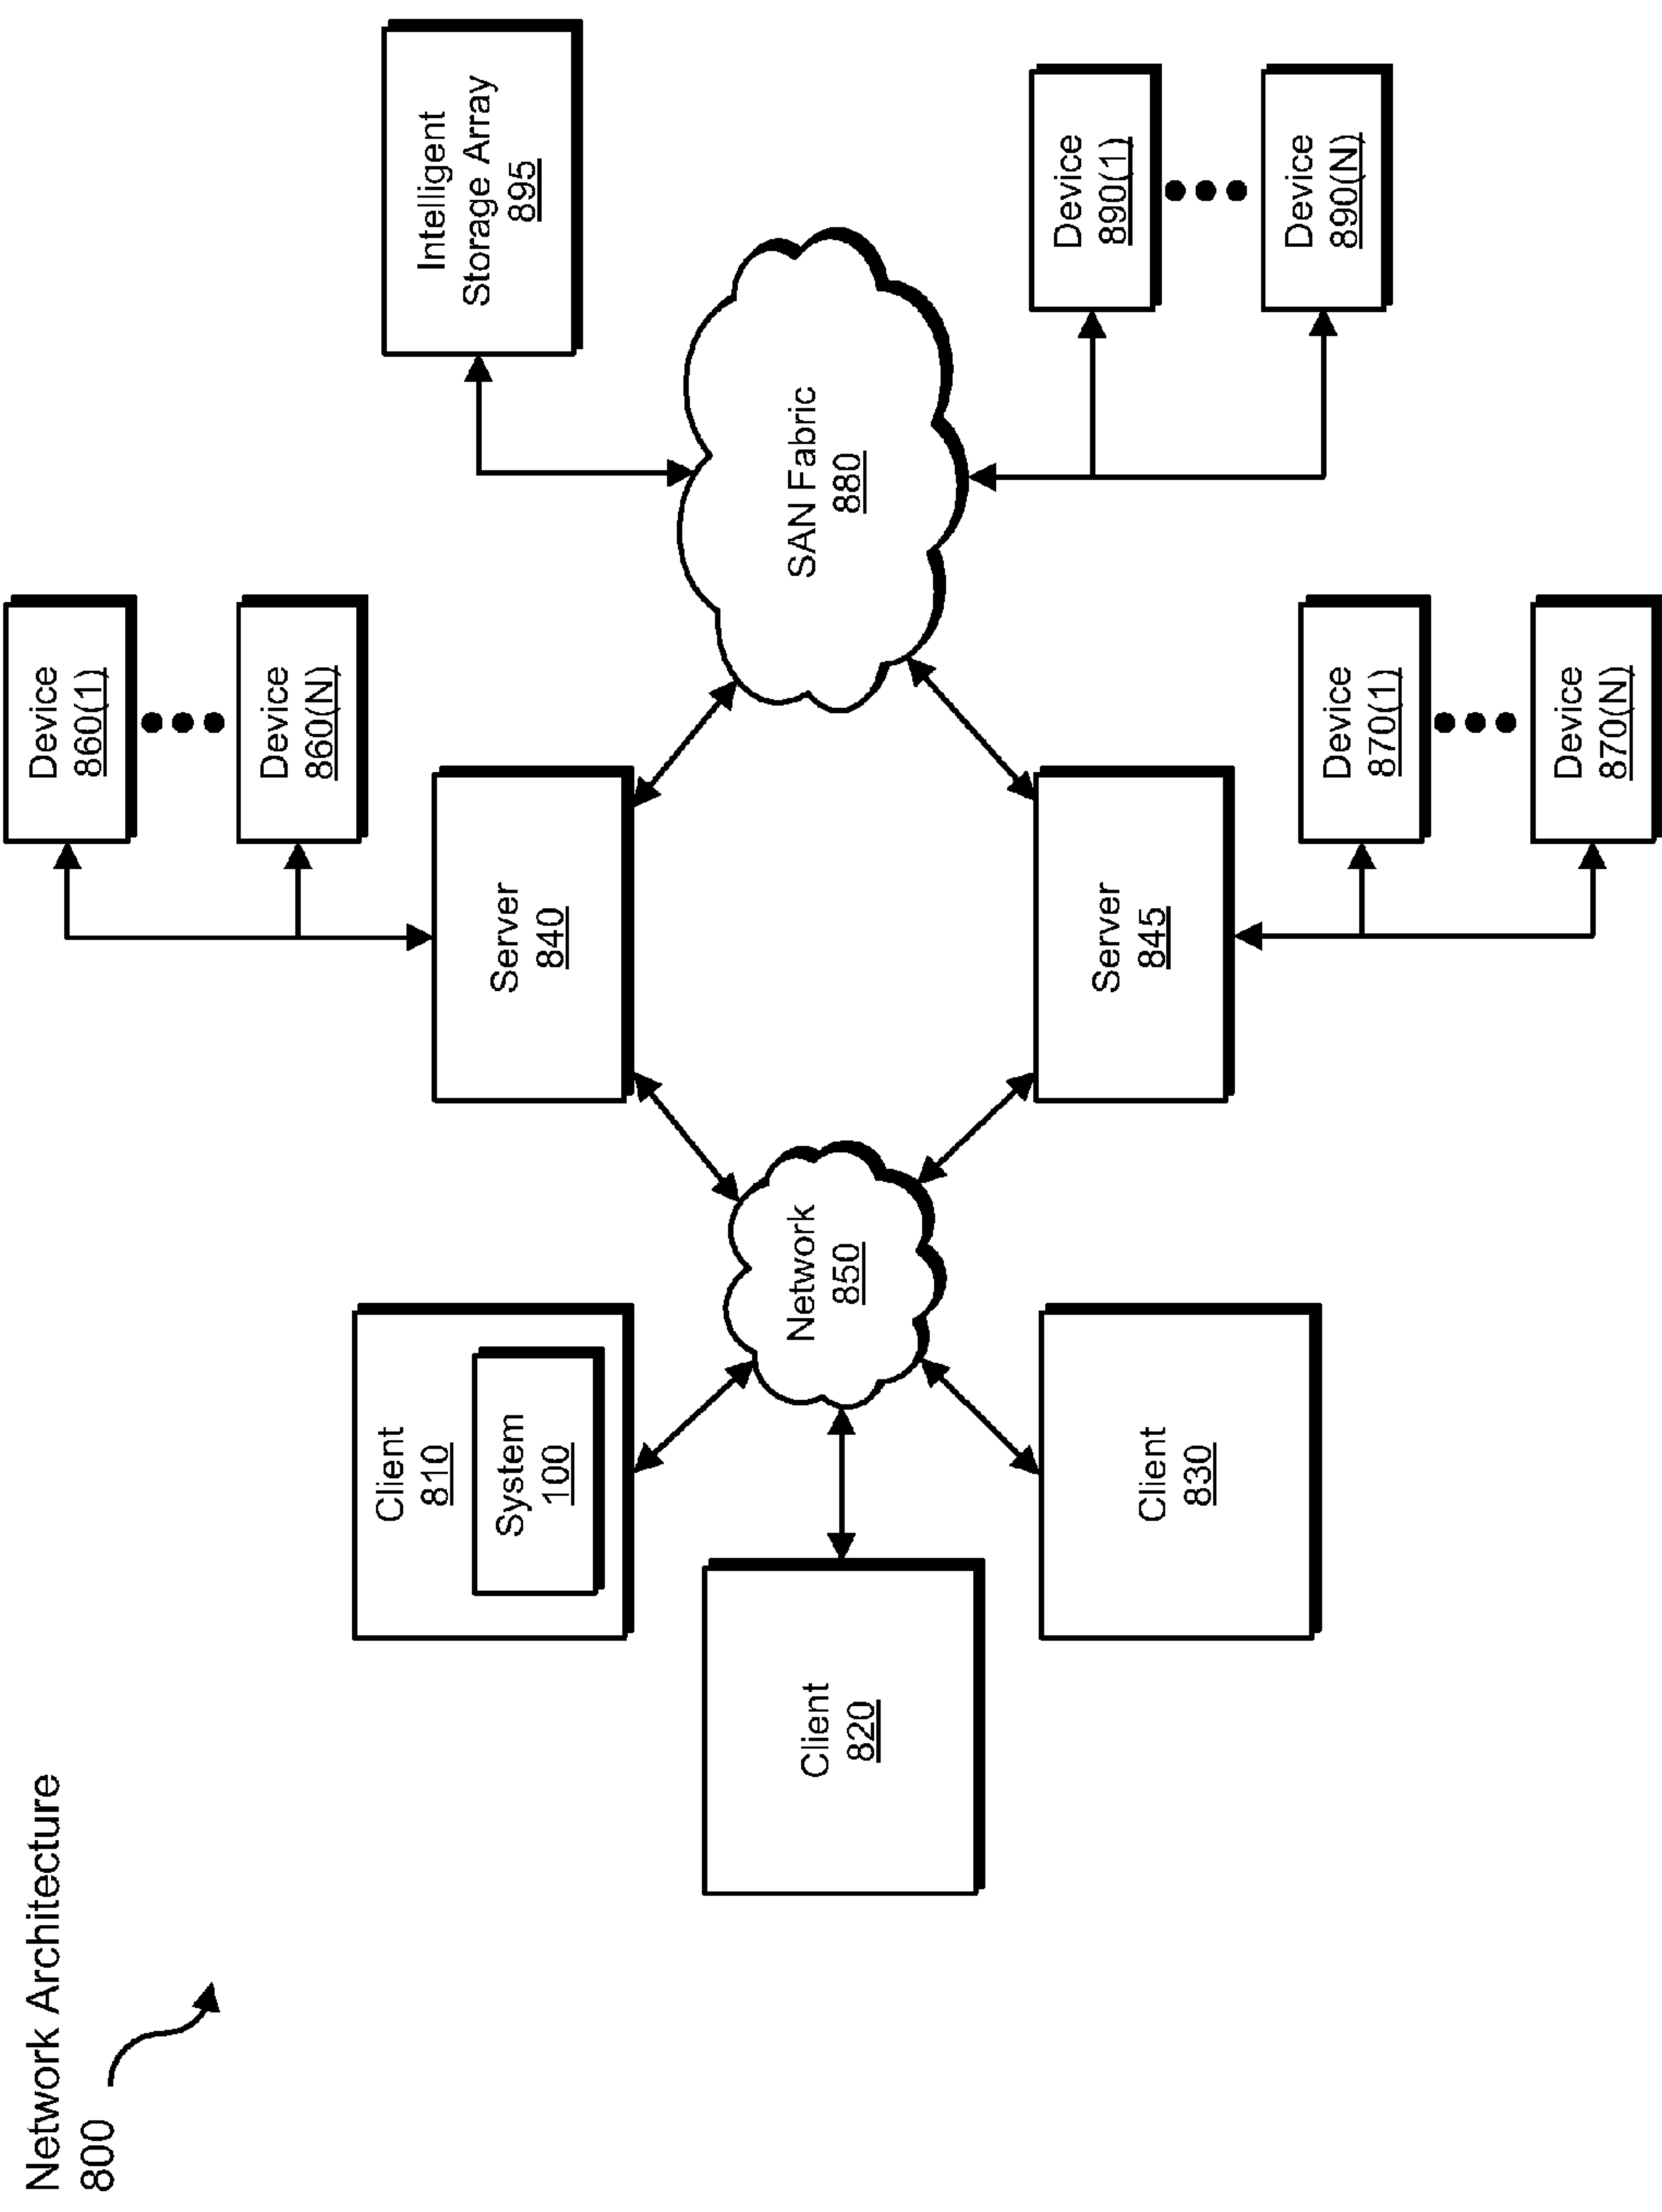 Network Architecture
800
Client
810
System
100
Client
820
Client
830
Network
850
Server
840
Server
845
Device
860(1)
Device
860(N)
Device
870(1)
Device
870(N)
SAN Fabric
880
Intelligent
Storage Array
895
Device
890(1)
Device
890(N)